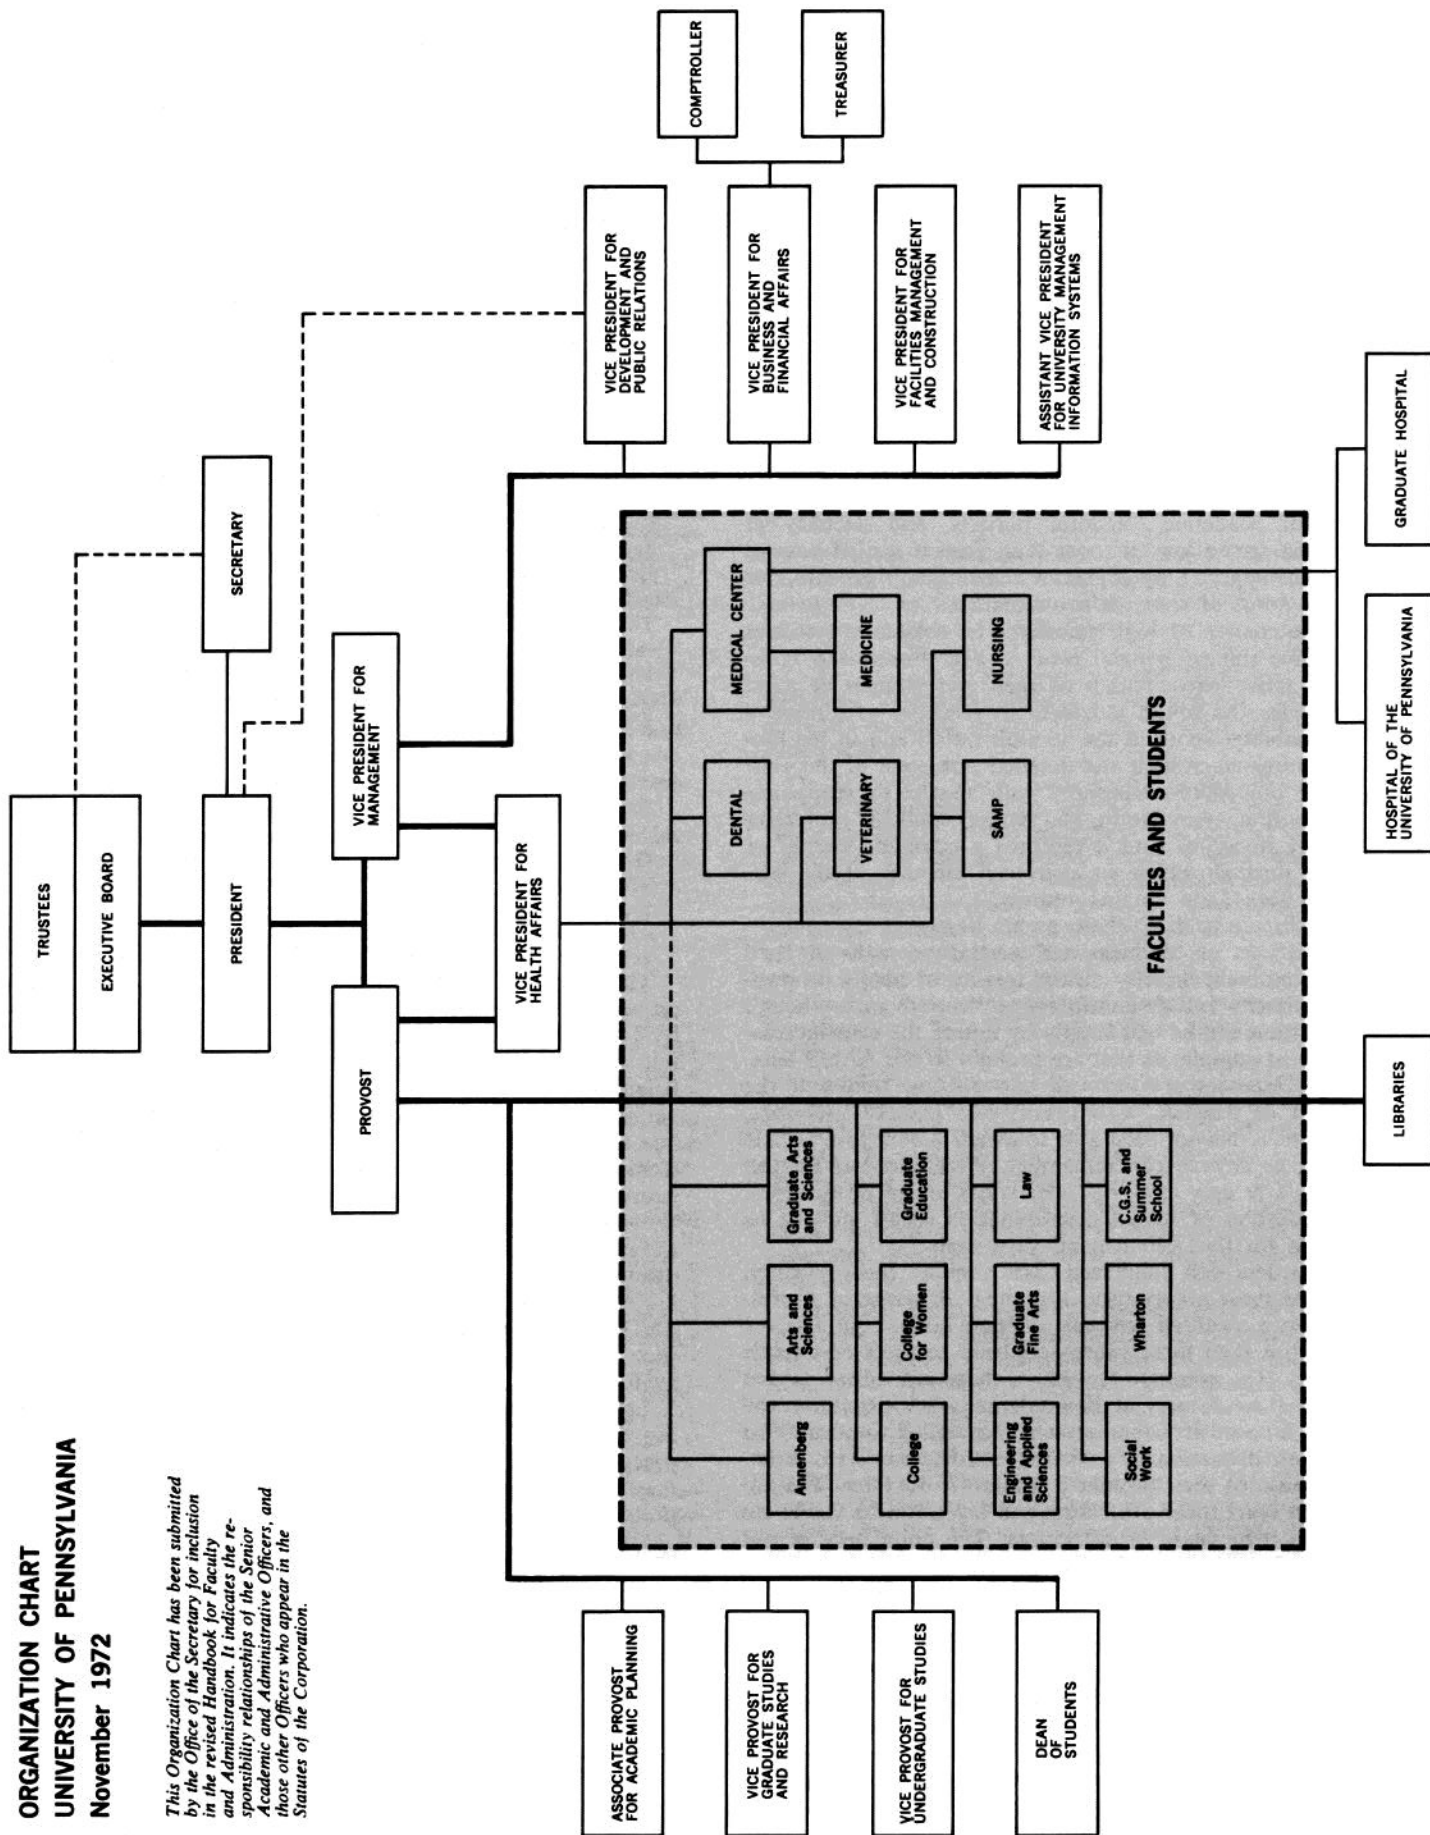 ORGANIZATION CHART
UNIVERSITY OF PENNSYLVANIA
November 1972
This Organization Chart has been submitted
by the Office of the Secretary for inclusion
in the revised Handbook for Faculty
and Administration. It indicates the re-
sponsibility relationships of the Senior
Academic and Administrative Officers, and
those other Officers who appear in the
Statutes of the Corporation.
TRUSTEES
EXECUTIVE BOARD
PRESIDENT
SECRETARY
PROVOST
VICE PRESIDENT FOR
MANAGEMENT
VICE PRESIDENT FOR
HEALTH AFFAIRS
ASSOCIATE PROVOST
FOR ACADEMIC PLANNING
VICE PROVOST FOR
GRADUATE STUDIES
AND RESEARCH
VICE PROVOST FOR
UNDERGRADUATE STUDIES
DEAN
OF
STUDENTS
Annenberg
Arts and
Sciences
Graduate Arts
and Sciences
College
College
for Women
Graduate
Education
Engineering
and Applied
Sciences
Graduate
Fine Arts
Law
Social
Work
Wharton
C.G.S. and
Summer
School
DENTAL
MEDICAL CENTER
VETERINARY
MEDICINE
SAMP
NURSING
FACULTIES AND STUDENTS
VICE PRESIDENT FOR
DEVELOPMENT AND
PUBLIC RELATIONS
VICE PRESIDENT FOR
BUSINESS AND
FINANCIAL AFFAIRS
COMPTROLLER
TREASURER
VICE PRESIDENT FOR
FACILITIES MANAGEMENT
AND CONSTRUCTION
ASSISTANT VICE PRESIDENT
FOR UNIVERSITY MANAGEMENT
INFORMATION SYSTEMS
LIBRARIES
HOSPITAL OF THE
UNIVERSITY OF PENNSYLVANIA
GRADUATE HOSPITAL